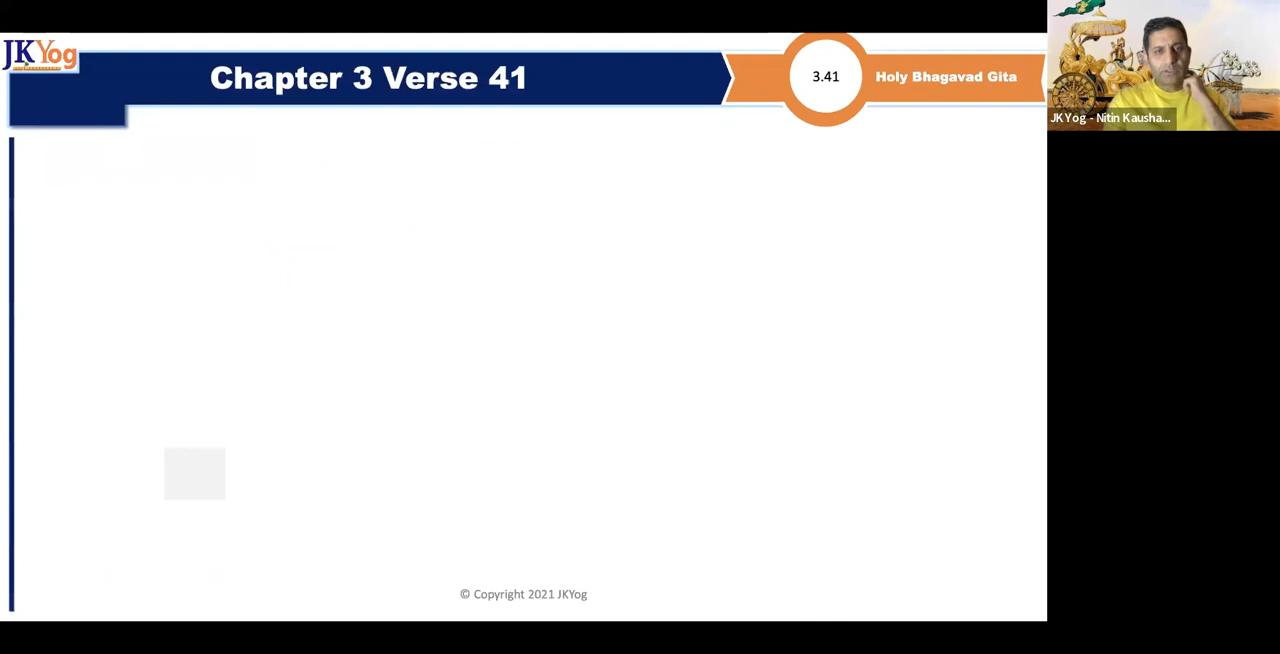 JKYog
Chapter 3 Verse 41
3.41
Holy Bhagavad Gita
JKYog - Nitin Kausha...
© Copyright 2021 JKYog